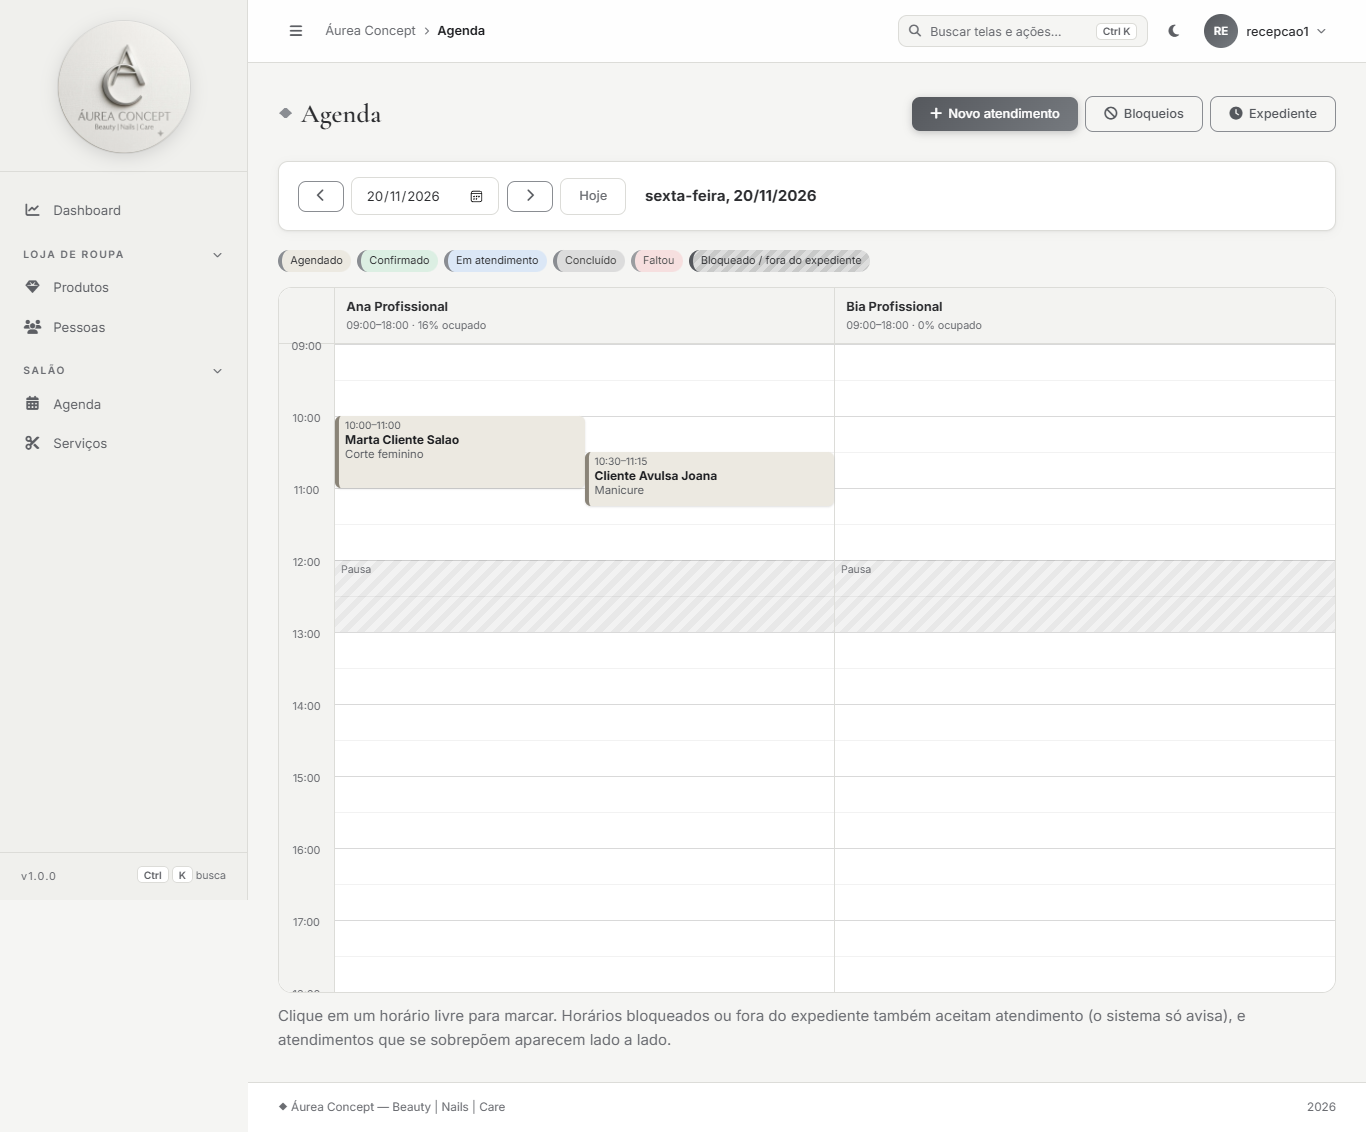 ÁUREA CONCEPT
Beauty | Nails | Care
Dashboard
LOJA DE ROUPA
Produtos
Pessoas
SALÃO
Agenda
Serviços
v1.0.0
Ctrl K busca
Áurea Concept > Agenda
Buscar telas e ações... Ctrl K
RE recepcao1
Agenda
Novo atendimento
Bloqueios
Expediente
20/11/2026
Hoje
sexta-feira, 20/11/2026
Agendado
Confirmado
Em atendimento
Concluído
Faltou
Bloqueado / fora do expediente
Ana Profissional
09:00–18:00 · 16% ocupado
Bia Profissional
09:00–18:00 · 0% ocupado
09:00
10:00
10:00–11:00
Marta Cliente Salao
Corte feminino
10:30–11:15
Cliente Avulsa Joana
Manicure
11:00
12:00
Pausa
Pausa
13:00
14:00
15:00
16:00
17:00
Clique em um horário livre para marcar. Horários bloqueados ou fora do expediente também aceitam atendimento (o sistema só avisa), e
atendimentos que se sobrepõem aparecem lado a lado.
Áurea Concept — Beauty | Nails | Care
2026